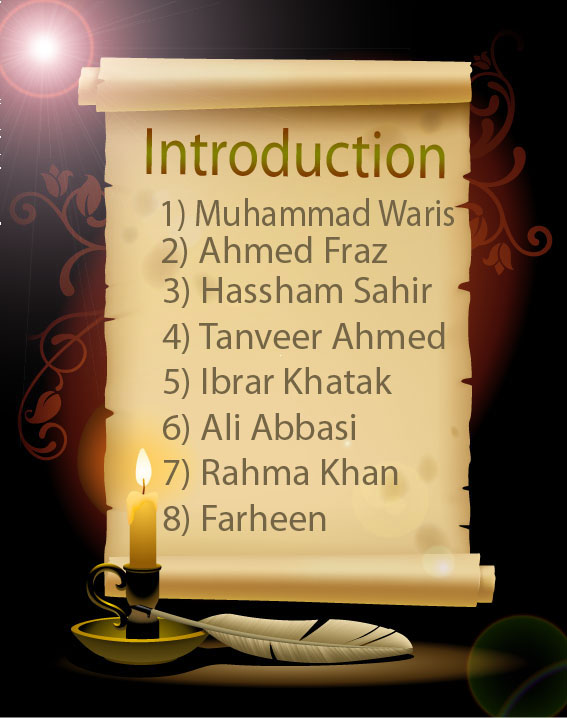 Introduction
1) Muhammad Waris
2) Ahmed Fraz
3) Hassham Sahir
4) Tanveer Ahmed
5) Ibrar Khatak
6) Ali Abbasi
7) Rahma Khan
8) Farheen